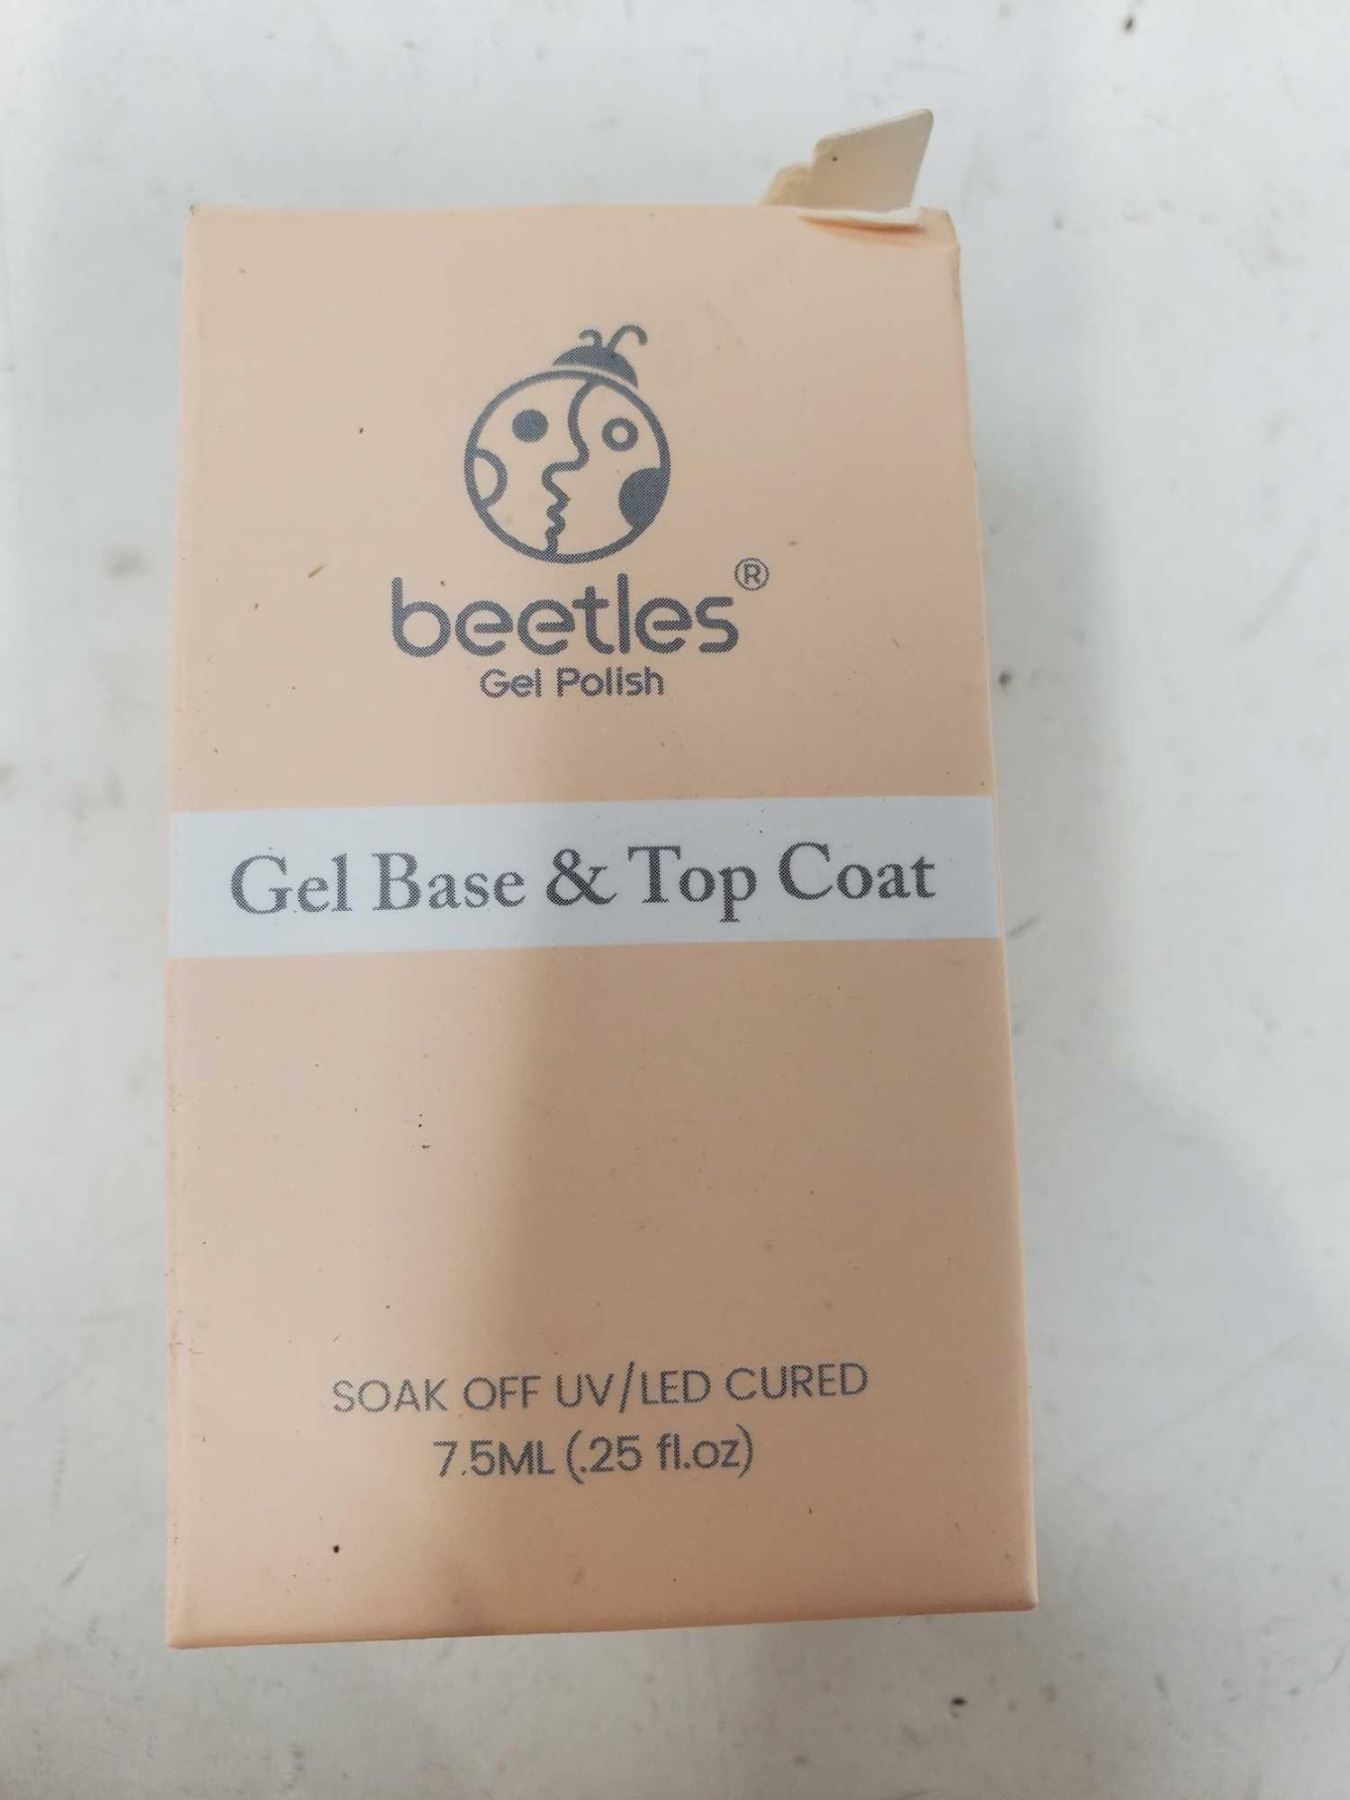 beetles®
Gel Polish
Gel Base & Top Coat
SOAK OFF UV/LED CURED
7.5ML (.25 fl.oz)